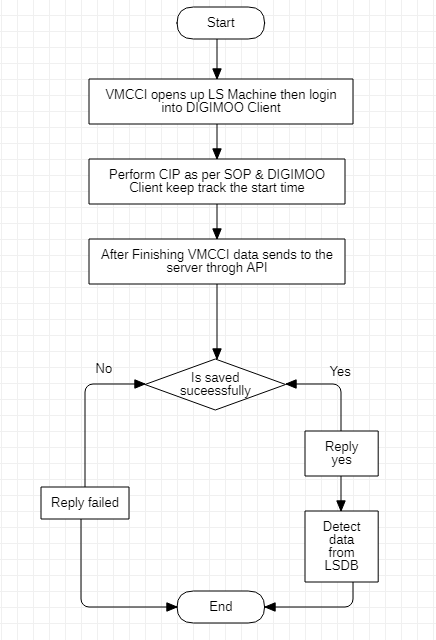 Start
VMCCI opens up LS Machine then login
into DIGIMOO Client
Perform CIP as per SOP & DIGIMOO
Client keep track the start time
After Finishing VMCCI data sends to the
server throgh API
Is saved
suceessfully
No
Yes
Reply
yes
Reply failed
Detect
data
from
LSDB
End